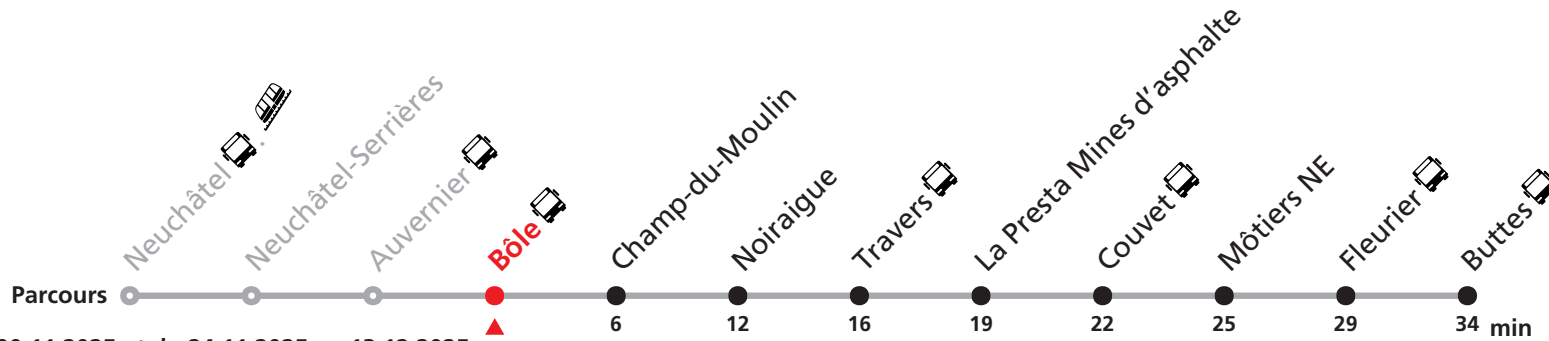 Neuchâtel
Neuchâtel-Serrières
Auvernier
Bôle
Champ-du-Moulin
Noiraigue
Travers
La Presta Mines d'asphalte
Couvet
Môtiers NE
Fleurier
Buttes
Parcours
6 12 16 19 22 25 29 34 min